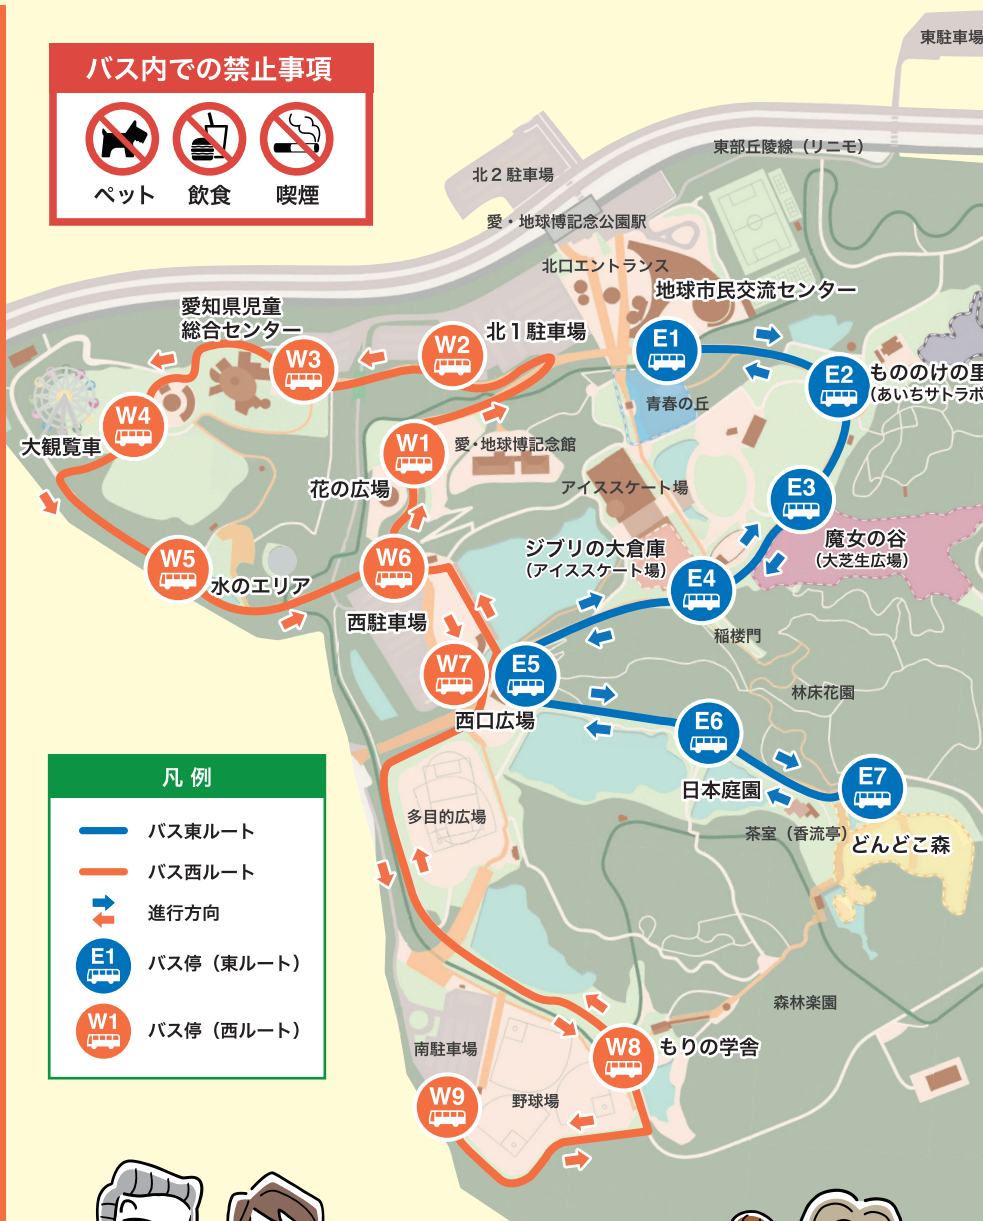 バス内での禁止事項
ペット
飲食
喫煙
東駐車場
東部丘陵線（リニモ）
北２駐車場
愛・地球博記念公園駅
北口エントランス
地球市民交流センター
愛知県児童
総合センター
北１駐車場
E1
W2
W3
E2
もののけの里
（あいちサトラボ
青春の丘
W4
大観覧車
W1
愛・地球博記念館
花の広場
アイススケート場
E3
魔女の谷
（大芝生広場）
ジブリの大倉庫
（アイススケート場）
W5
水のエリア
W6
E4
西駐車場
稲楼門
W7
E5
林床花園
西口広場
E6
日本庭園
E7
茶室（香流亭）
どんどこ森
多目的広場
凡例
バス東ルート
バス西ルート
進行方向
E1
バス停（東ルート）
W1
バス停（西ルート）
森林楽園
南駐車場
W8
もりの学舎
W9
野球場